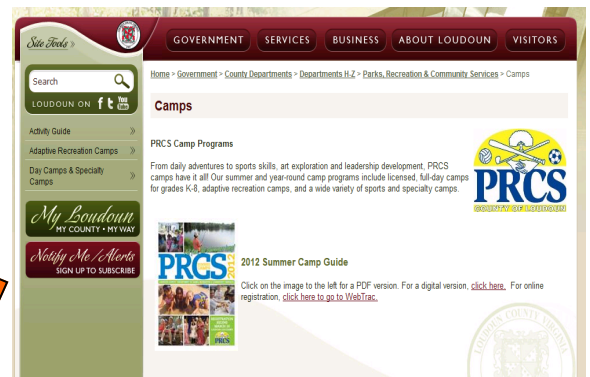 Site Tools »
GOVERNMENT SERVICES BUSINESS ABOUT LOUDOUN VISITORS
Search
LOUDOUN ON f t You Tube
Activity Guide »
Adaptive Recreation Camps »
Day Camps & Specialty
Camps »
My Loudoun
MY COUNTY • MY WAY
Notify Me / Alerts
SIGN UP TO SUBSCRIBE
Home > Government > County Departments > Departments H-Z > Parks, Recreation & Community Services > Camps
Camps
PRCS Camp Programs
From daily adventures to sports skills, art exploration and leadership development, PRCS
camps have it all! Our summer and year-round camp programs include licensed, full-day camps
for grades K-8, adaptive recreation camps, and a wide variety of sports and specialty camps.
PRCS
COUNTY OF LOUDOUN
PRCS 2012
PRCS
2012 Summer Camp Guide
Click on the image to the left for a PDF version. For a digital version, click here. For online
registration, click here to go to WebTrac.
LOUDOUN COUNTY VIRGINIA